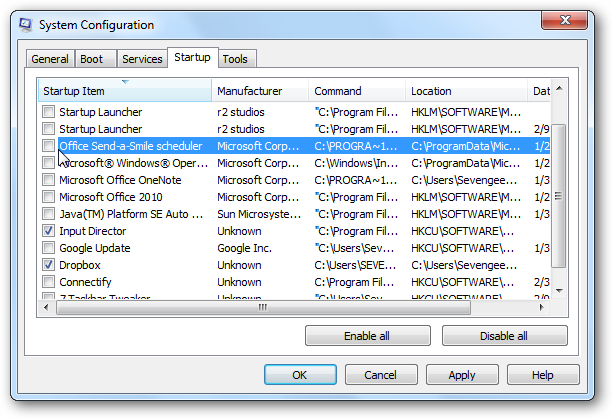 System Configuration
General Boot Services Startup Tools
Startup Item Manufacturer Command Location Dat
Startup Launcher r2 studios "C:\Program Fil... HKLM\SOFTWARE\M...
Startup Launcher r2 studios "C:\Program Fil... HKLM\SOFTWARE\M... 2/9
Office Send-a-Smile scheduler Microsoft Corp... C:\PROGRA~1... C:\ProgramData\Mic... 1/2
Microsoft® Windows® Oper... Microsoft Corp... C:\Windows\In... C:\ProgramData\Mic... 1/2
Microsoft Office OneNote Microsoft Corp... C:\PROGRA~1... C:\Users\Sevengee... 1/3
Microsoft Office 2010 Microsoft Corp... "C:\Program Fil... HKLM\SOFTWARE\M... 1/2
Java(TM) Platform SE Auto ... Sun Microsyste... "C:\Program Fil... HKLM\SOFTWARE\M... 1/3
Input Director Unknown "C:\Program Fil... HKCU\SOFTWARE\M...
Google Update Google Inc. "C:\Users\Sev... HKCU\SOFTWARE\M... 1/3
Dropbox Unknown C:\Users\SEVE... C:\Users\Sevengee...
Connectify Unknown C:\Program Fil... HKCU\SOFTWARE\M... 2/3
7 Taskbar Tweaker Unknown "C:\Users\Sev... HKCU\SOFTWARE\M... 2/9
Enable all Disable all
OK Cancel Apply Help